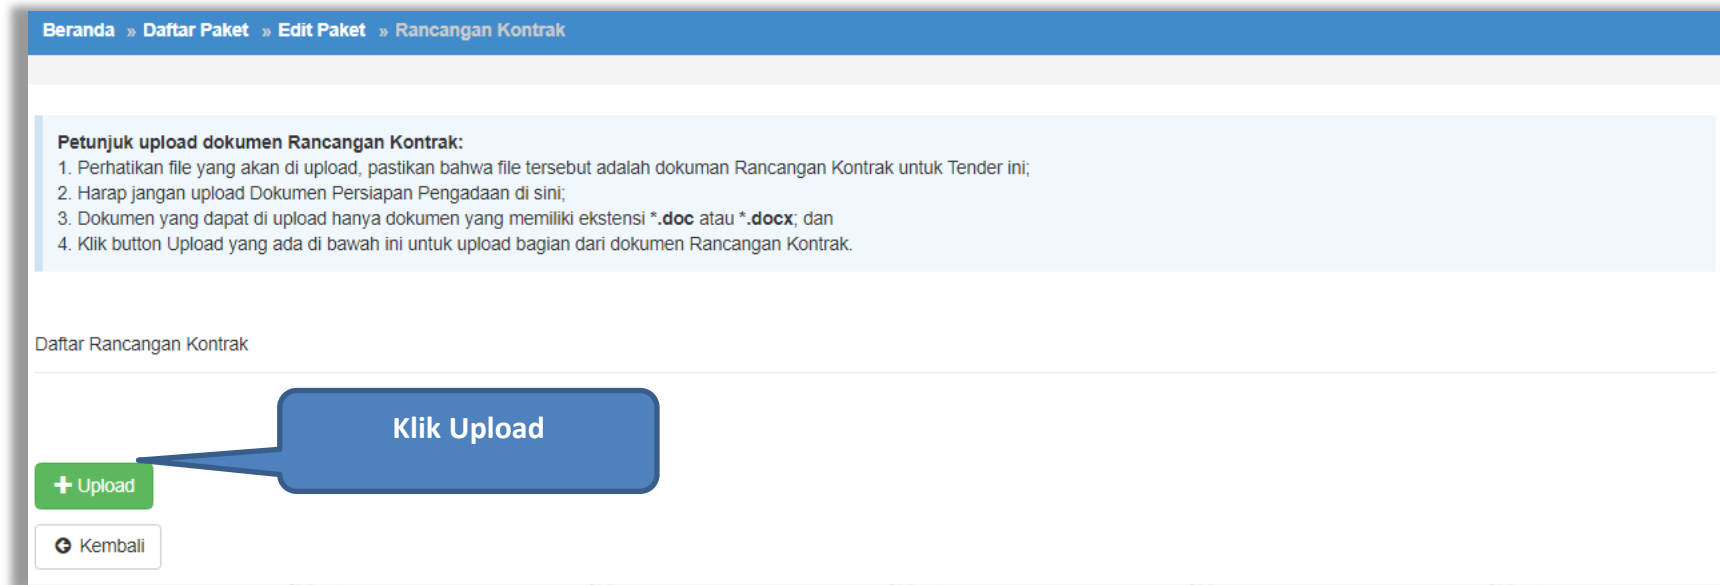 Beranda » Daftar Paket » Edit Paket » Rancangan Kontrak
Petunjuk upload dokumen Rancangan Kontrak:
1. Perhatikan file yang akan di upload, pastikan bahwa file tersebut adalah dokuman Rancangan Kontrak untuk Tender ini;
2. Harap jangan upload Dokumen Persiapan Pengadaan di sini;
3. Dokumen yang dapat di upload hanya dokumen yang memiliki ekstensi *.doc atau *.docx; dan
4. Klik button Upload yang ada di bawah ini untuk upload bagian dari dokumen Rancangan Kontrak.
Daftar Rancangan Kontrak
Klik Upload
Upload
Kembali